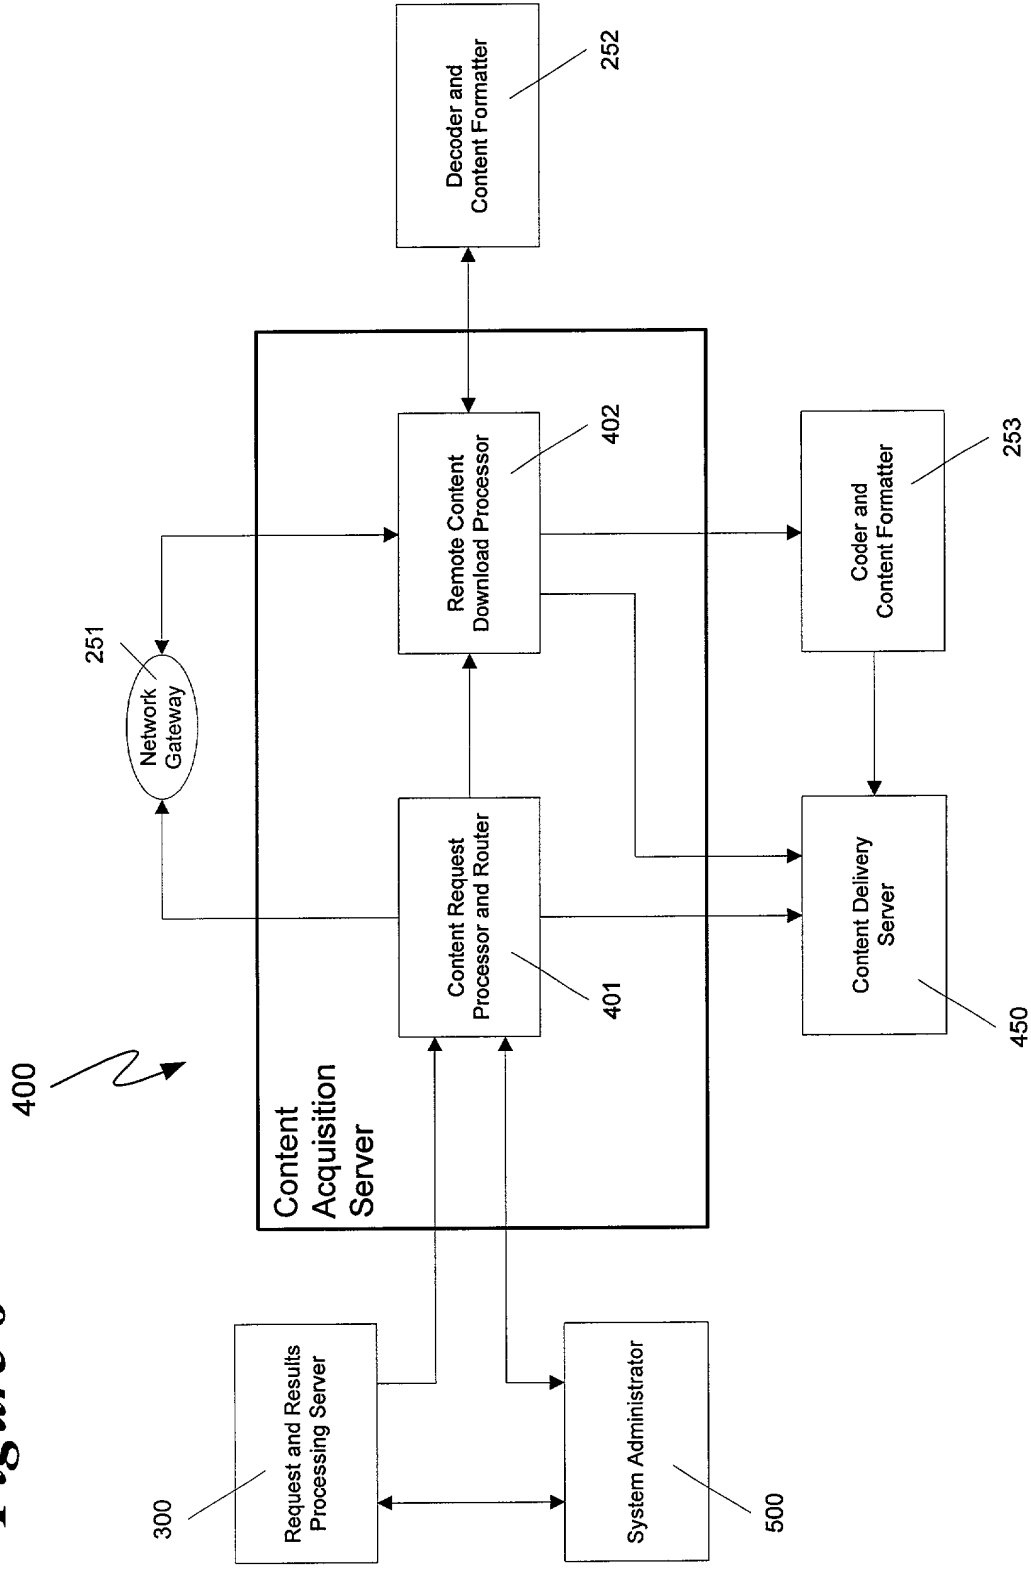 Figure
400
251
Network
Gateway
300
Request and Results
Processing Server
Content
Acquisition
Server
Content Request
Processor and Router
401
Remote Content
Download Processor
402
Decoder and
Content Formatter
252
System Administrator
500
Content Delivery
Server
450
Coder and
Content Formatter
253